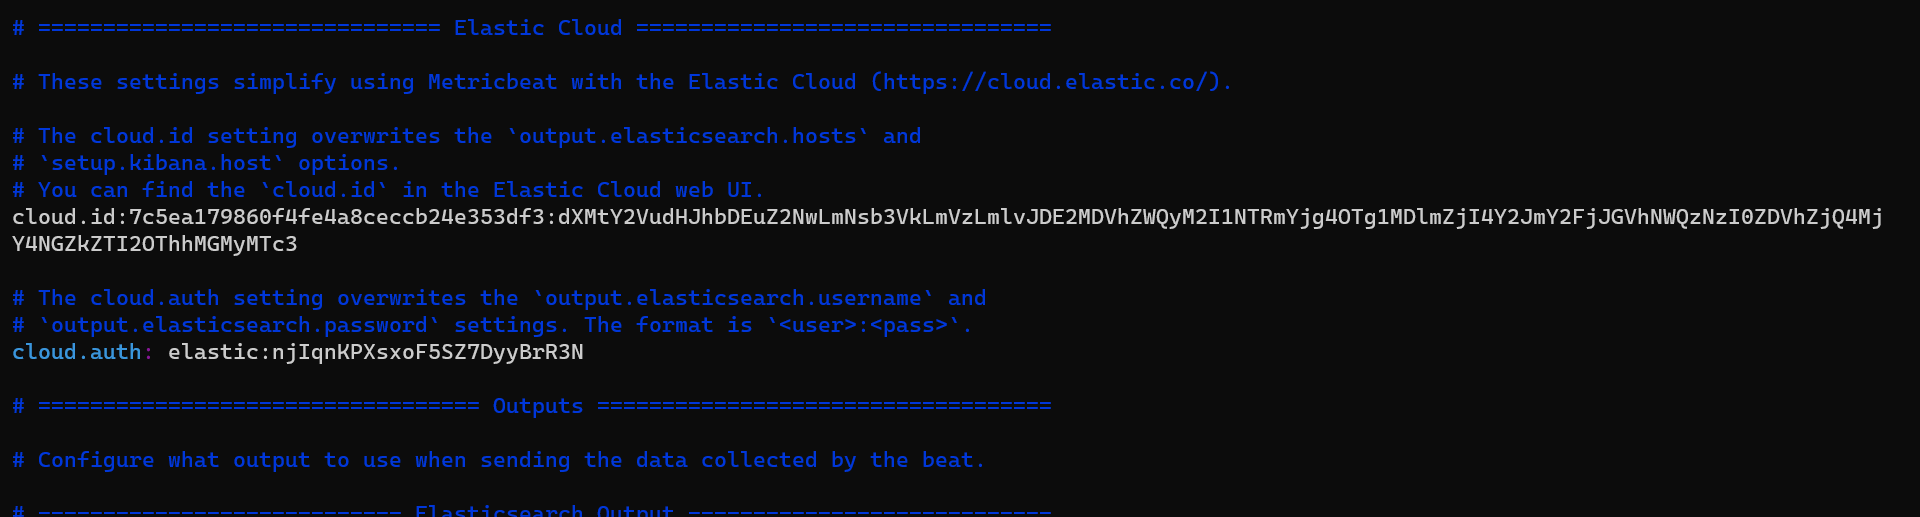 # =============================== Elastic Cloud ================================
# These settings simplify using Metricbeat with the Elastic Cloud (https://cloud.elastic.co/).
# The cloud.id setting overwrites the `output.elasticsearch.hosts` and
# `setup.kibana.host` options.
# You can find the `cloud.id` in the Elastic Cloud web UI.
cloud.id:7c5ea179860f4fe4a8ceccb24e353df3:dXMtY2VudHJhbDEuZ2NwLmNsb3VkLmVzLmlvJDE2MDVhZWQyM2I1NTRmYjg4OTg1MDlmZjI4Y2JmY2FjJGVhNWQzNzI0ZDVhZjQ4Mj
Y4NGZkZTI2OThhMGMyMTc3
# The cloud.auth setting overwrites the `output.elasticsearch.username` and
# `output.elasticsearch.password` settings. The format is `<user>:<pass>`.
cloud.auth: elastic:njIqnKPXsxoF5SZ7DyyBrR3N
# ================================== Outputs ===================================
# Configure what output to use when sending the data collected by the beat.
# ============================ Elasticsearch Output ============================